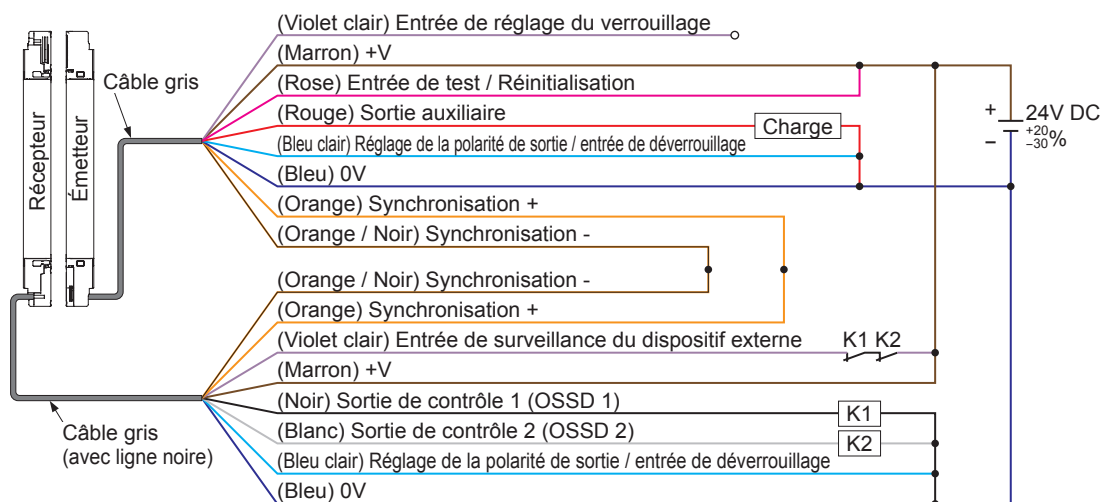 (Violet clair) Entrée de réglage du verrouillage
(Marron) +V
Câble gris
(Rose) Entrée de test / Réinitialisation
(Rouge) Sortie auxiliaire
Charge
+ 24V DC
+20
−30%
−
(Bleu clair) Réglage de la polarité de sortie / entrée de déverrouillage
Récepteur
Émetteur
(Bleu) 0V
(Orange) Synchronisation +
(Orange / Noir) Synchronisation -
(Orange / Noir) Synchronisation -
(Orange) Synchronisation +
(Violet clair) Entrée de surveillance du dispositif externe
K1 K2
(Marron) +V
(Noir) Sortie de contrôle 1 (OSSD 1)
K1
Câble gris
(avec ligne noire)
(Blanc) Sortie de contrôle 2 (OSSD 2)
K2
(Bleu clair) Réglage de la polarité de sortie / entrée de déverrouillage
(Bleu) 0V